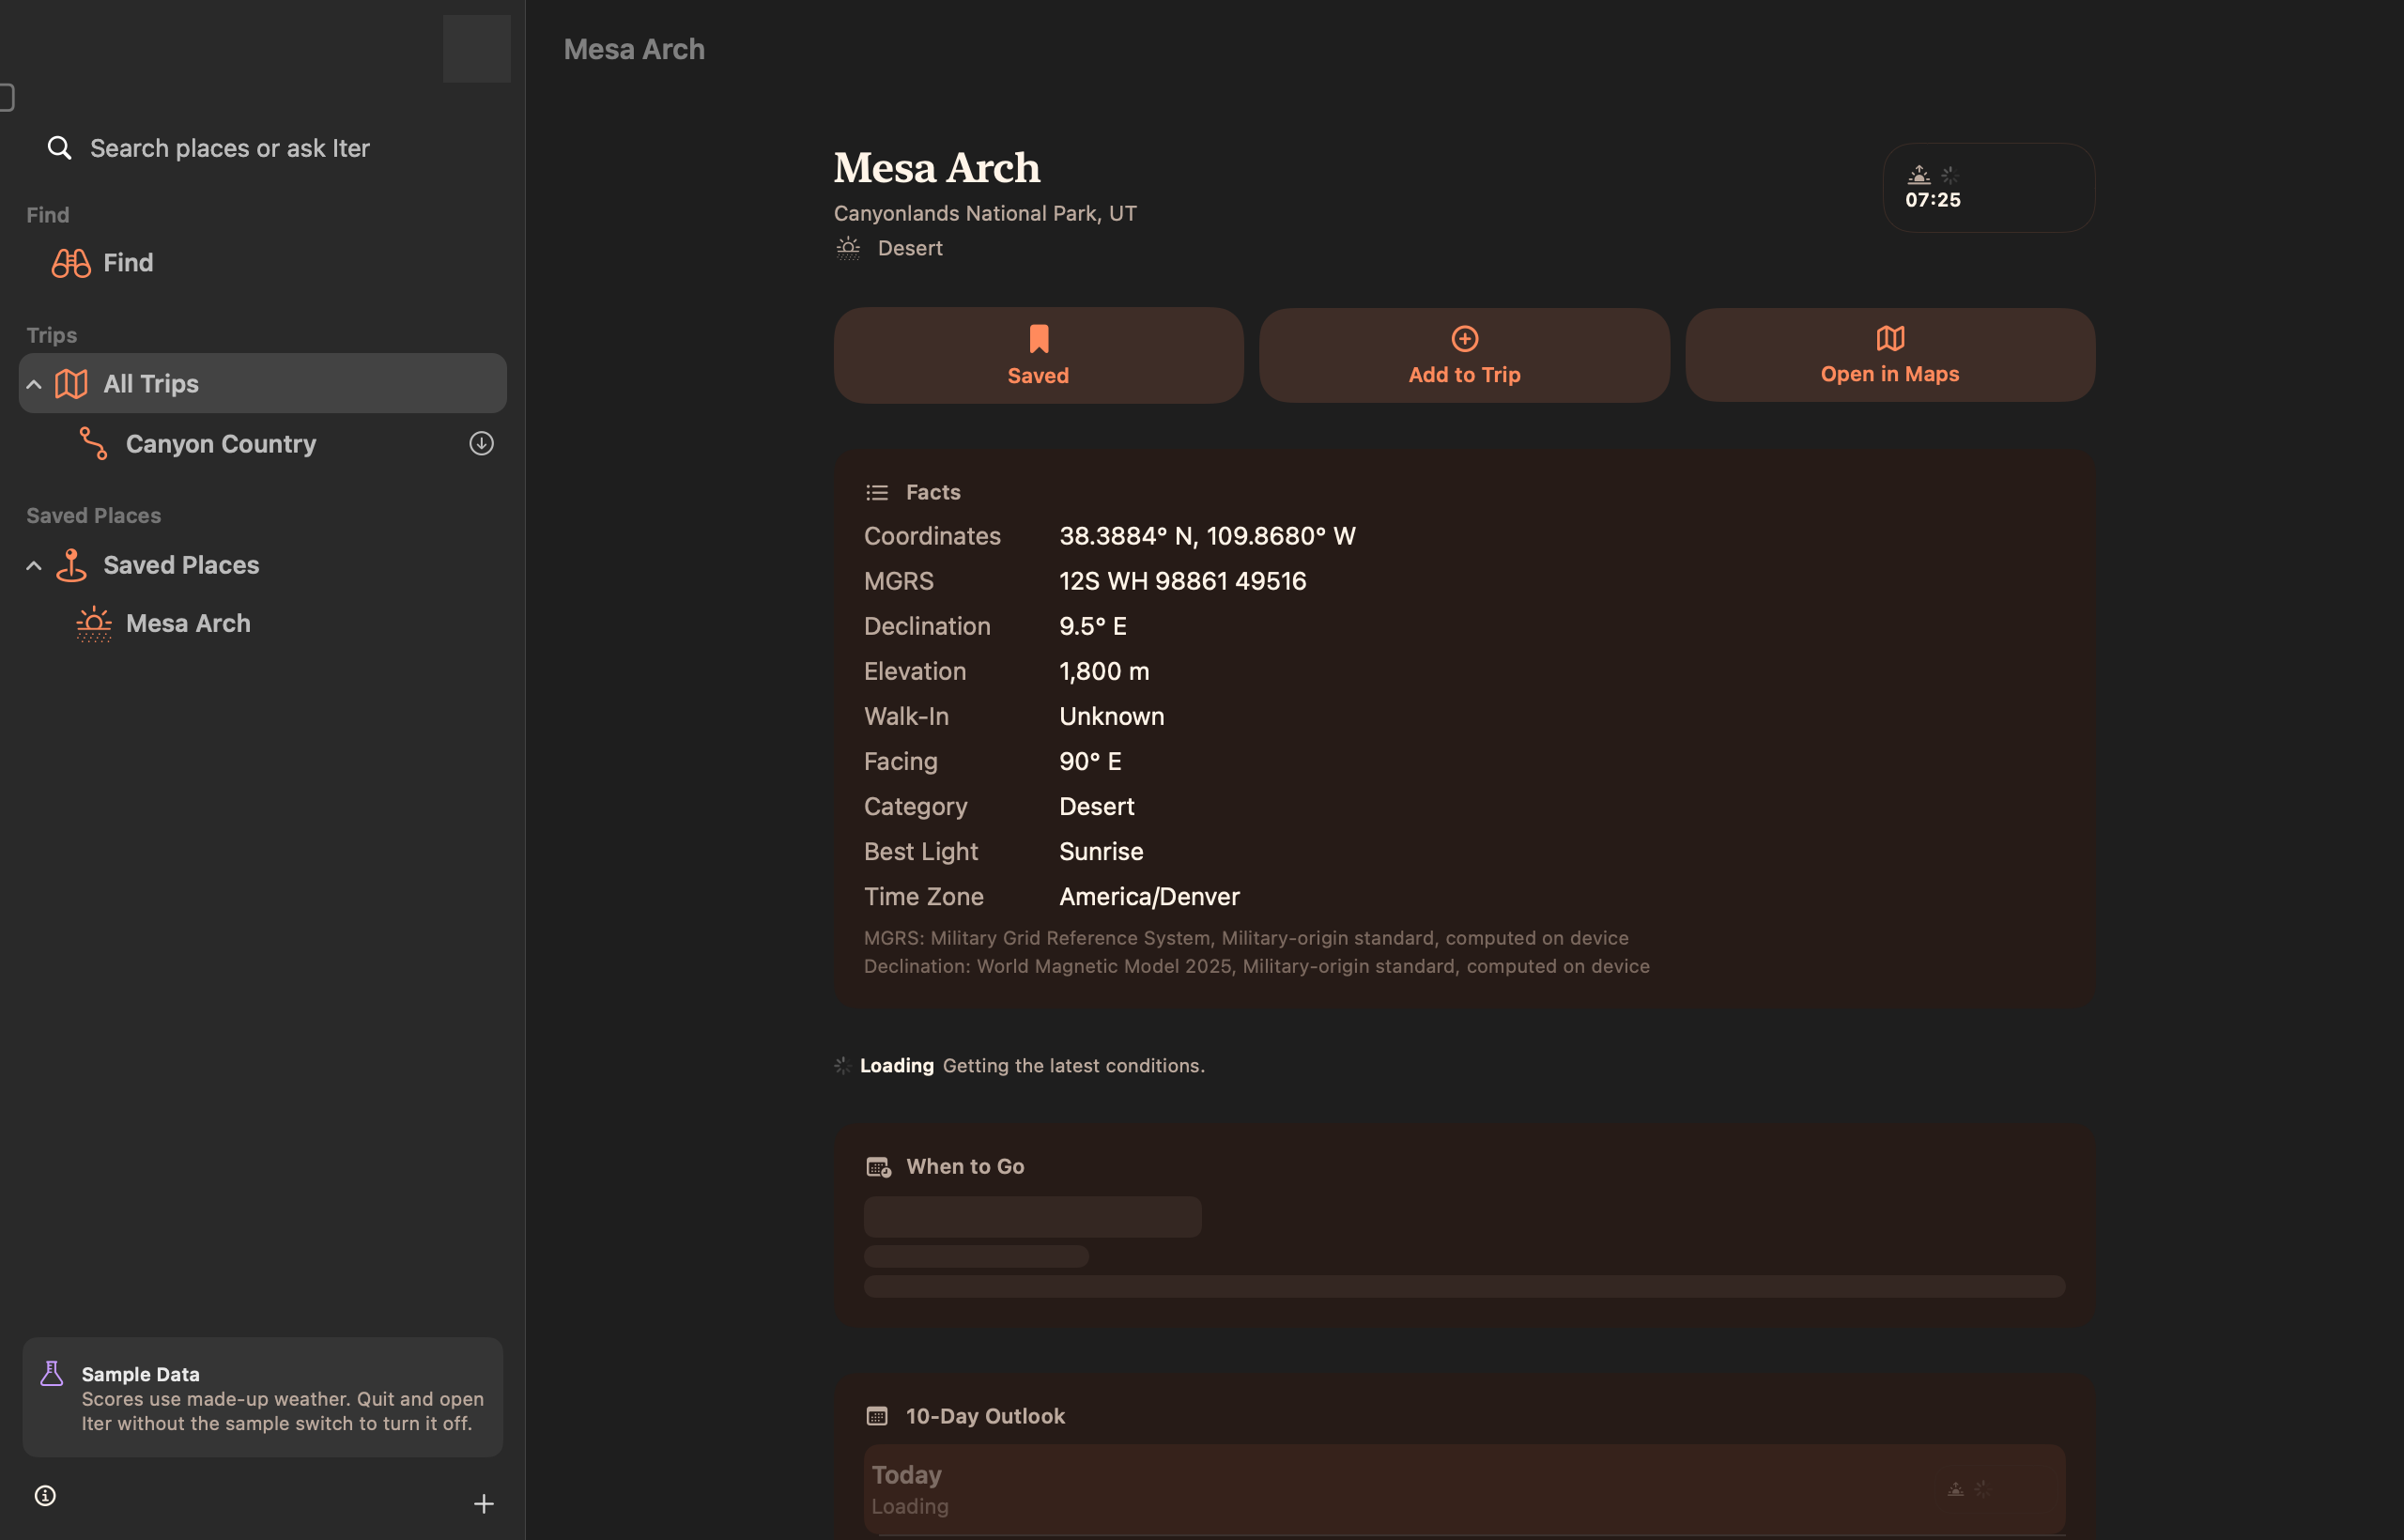 Mesa Arch
Search places or ask Iter
Find
Find
Trips
All Trips
Canyon Country
Saved Places
Saved Places
Mesa Arch
Sample Data
Scores use made-up weather. Quit and open
Iter without the sample switch to turn it off.
Mesa Arch
Canyonlands National Park, UT
Desert
07:25
Saved
Add to Trip
Open in Maps
Facts
Coordinates 38.3884° N, 109.8680° W
MGRS 12S WH 98861 49516
Declination 9.5° E
Elevation 1,800 m
Walk-In Unknown
Facing 90° E
Category Desert
Best Light Sunrise
Time Zone America/Denver
MGRS: Military Grid Reference System, Military-origin standard, computed on device
Declination: World Magnetic Model 2025, Military-origin standard, computed on device
Loading Getting the latest conditions.
When to Go
10-Day Outlook
Today
Loading